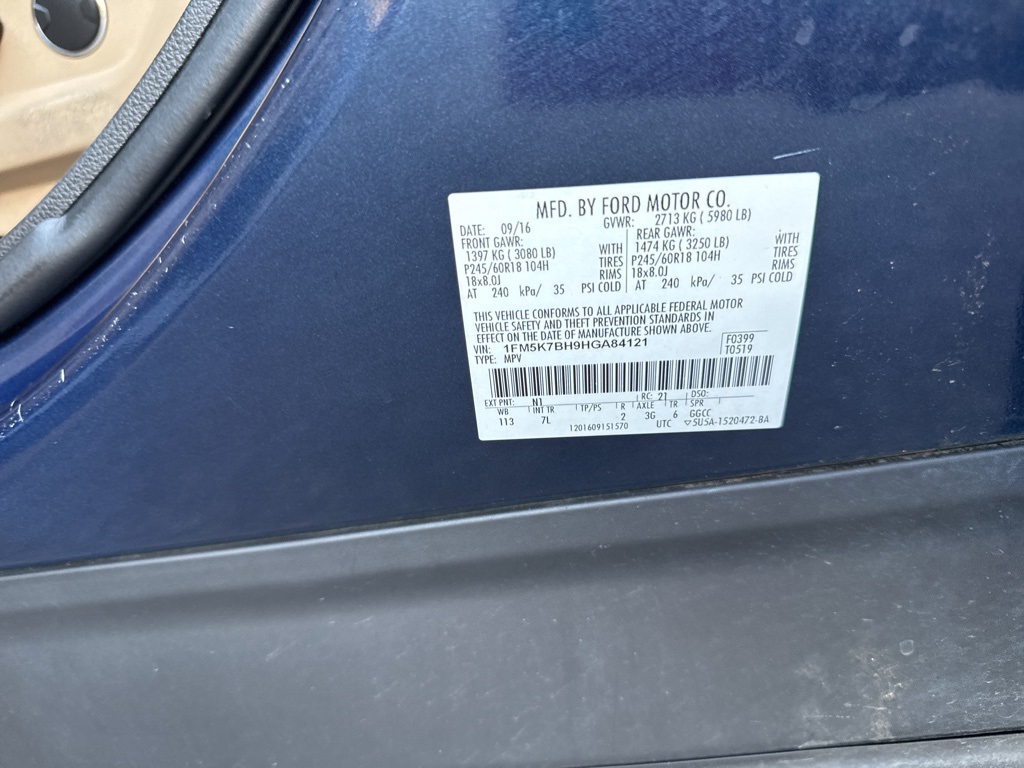 MFD. BY FORD MOTOR CO.
DATE: 09/16 GVWR: 2713 KG ( 5980 LB)
FRONT GAWR: REAR GAWR:
1397 KG ( 3080 LB) WITH 1474 KG ( 3250 LB) WITH
P245/60R18 104H TIRES P245/60R18 104H TIRES
18x8.0J RIMS 18x8.0J RIMS
AT 240 kPa/ 35 PSI COLD AT 240 kPa/ 35 PSI COLD
THIS VEHICLE CONFORMS TO ALL APPLICABLE FEDERAL MOTOR
VEHICLE SAFETY AND THEFT PREVENTION STANDARDS IN
EFFECT ON THE DATE OF MANUFACTURE SHOWN ABOVE.
VIN: 1FM5K7BH9HGA84121 F0399
TYPE: MPV T0519
EXT PNT: N1 RC: 21 DSO:
WB INT TR TP/PS R AXLE TR SPR
113 7L 2 3G 6 GGCC
1201609151570 UTC ▽5U5A-1520472-BA